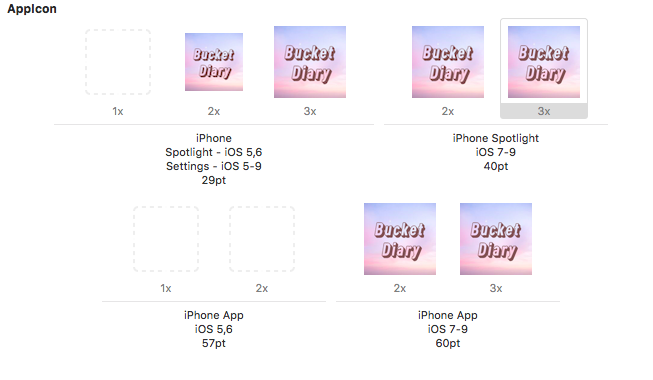 AppIcon
Bucket
Diary
Bucket
Diary
Bucket
Diary
Bucket
Diary
1x
2x
3x
2x
3x
iPhone
Spotlight - iOS 5,6
Settings - iOS 5-9
29pt
iPhone Spotlight
iOS 7-9
40pt
Bucket
Diary
Bucket
Diary
1x
2x
2x
3x
iPhone App
iOS 5,6
57pt
iPhone App
iOS 7-9
60pt